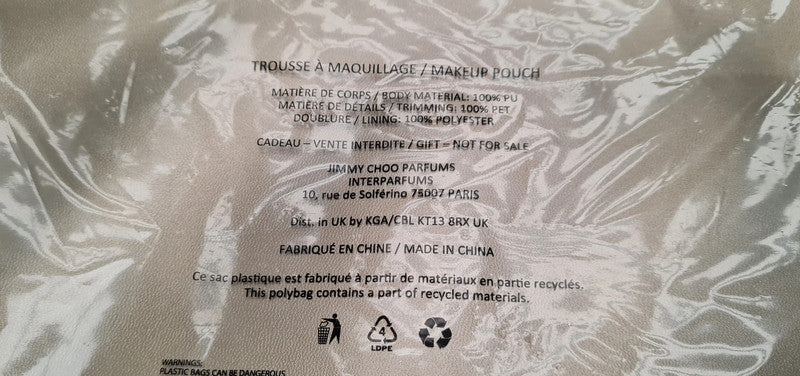 TROUSSE À MAQUILLAGE / MAKEUP POUCH
MATIÈRE DE CORPS / BODY MATERIAL: 100% PU
MATIÈRE DE DÉTAILS / TRIMMING: 100% PET
DOUBLURE / LINING: 100% POLYESTER
CADEAU – VENTE INTERDITE / GIFT – NOT FOR SALE
JIMMY CHOO PARFUMS
INTERPARFUMS
10, rue de Solférino 75007 PARIS
Dist. in UK by KGA/CBL KT13 8RX UK
FABRIQUÉ EN CHINE / MADE IN CHINA
Ce sac plastique est fabriqué à partir de matériaux en partie recyclés.
This polybag contains a part of recycled materials.
4
LDPE
WARNINGS:
PLASTIC BAGS CAN BE DANGEROUS